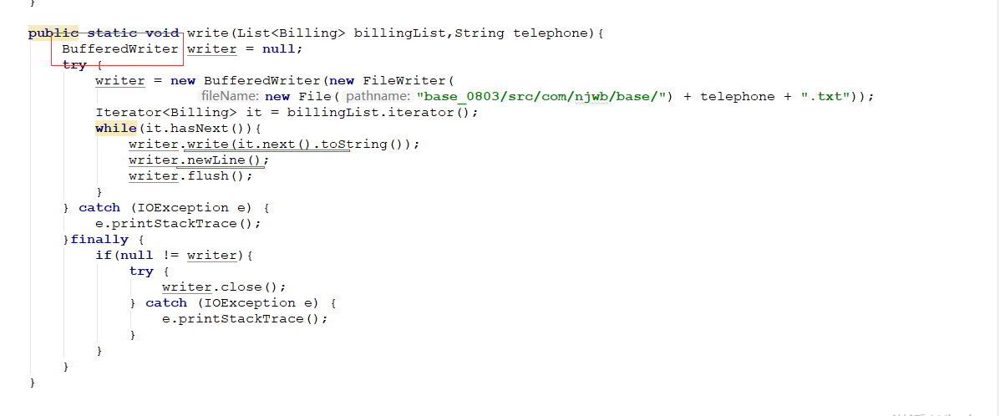 }
public static void write(List<Billing> billingList,String telephone){
BufferedWriter writer = null;
try {
writer = new BufferedWriter(new FileWriter(
fileName: new File( pathname: "base_0803/src/com/njwb/base/") + telephone + ".txt"));
Iterator<Billing> it = billingList.iterator();
while(it.hasNext()){
writer.write(it.next().toString());
writer.newLine();
writer.flush();
}
} catch (IOException e) {
e.printStackTrace();
}finally {
if(null != writer){
try {
writer.close();
} catch (IOException e) {
e.printStackTrace();
}
}
}
}